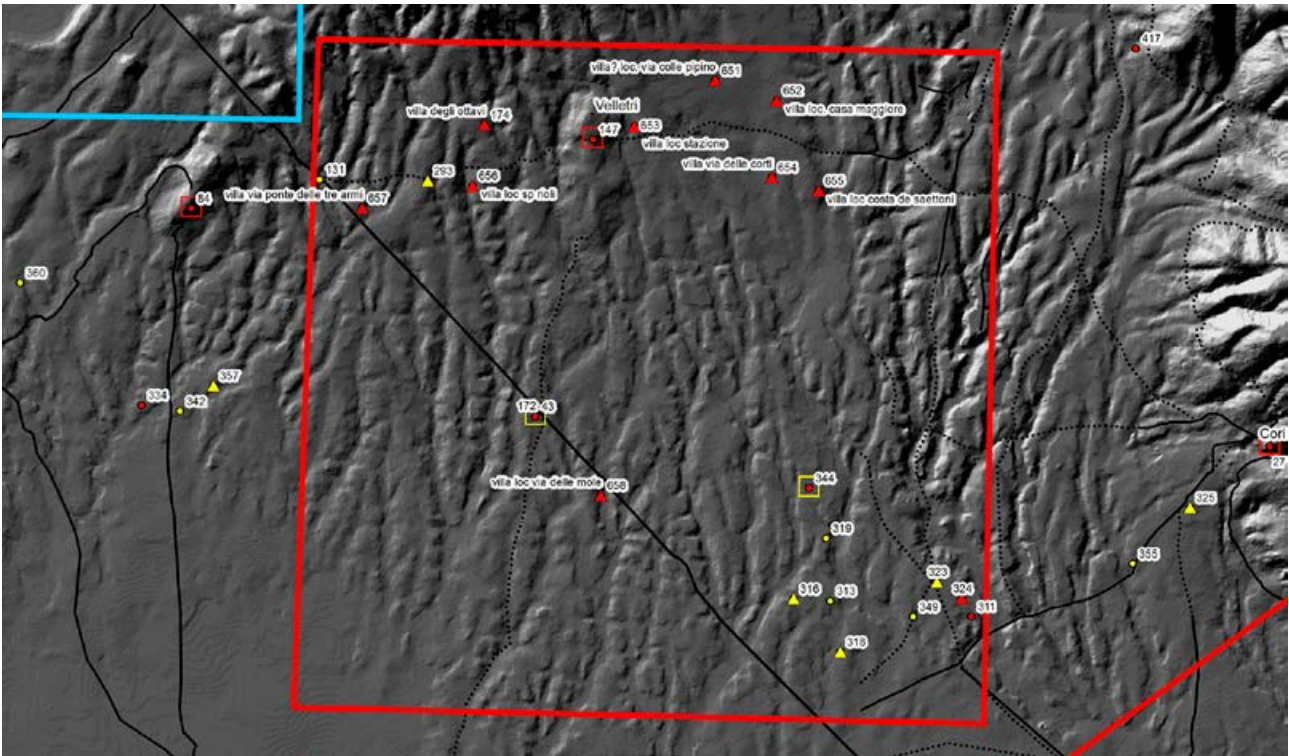 417
villa? loc. via colle pipino
651
652
villa loc. casa maggiore
villa degli ottavi
174
Velletri
653
147
villa loc stazione
131
293
villa via delle corti
654
656
villa loc sp rioli
655
villa loc costa de saettoni
villa via ponte delle tre armi
657
84
360
357
334
342
172-43
Cori
27
villa loc via delle mole
658
344
325
319
355
323
316
313
324
349
311
318